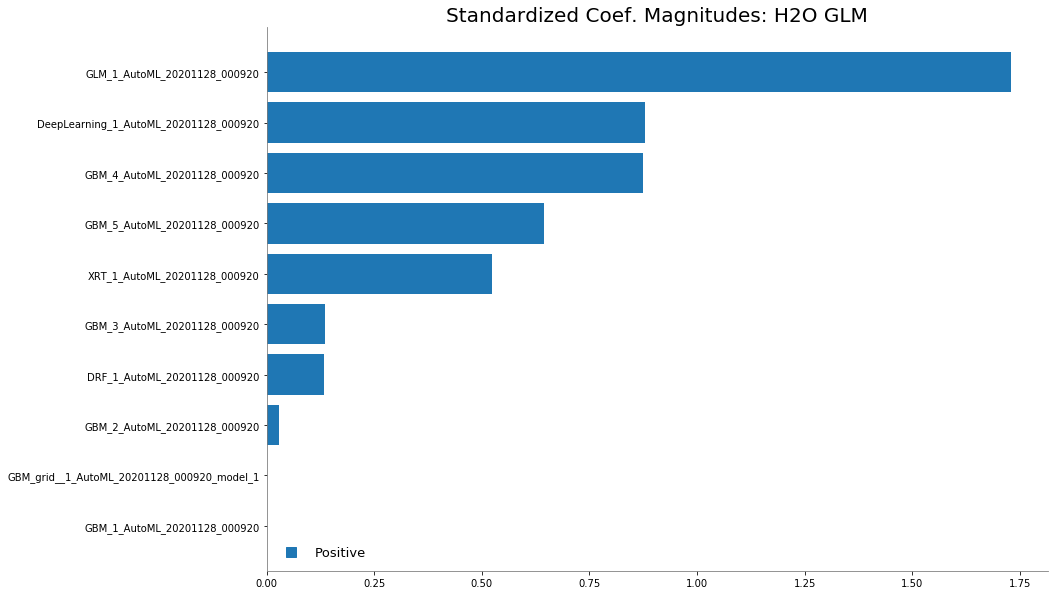 Standardized Coef. Magnitudes: H2O GLM
GLM_1_AutoML_20201128_000920
DeepLearning_1_AutoML_20201128_000920
GBM_4_AutoML_20201128_000920
GBM_5_AutoML_20201128_000920
XRT_1_AutoML_20201128_000920
GBM_3_AutoML_20201128_000920
DRF_1_AutoML_20201128_000920
GBM_2_AutoML_20201128_000920
GBM_grid__1_AutoML_20201128_000920_model_1
GBM_1_AutoML_20201128_000920
Positive
0.00 0.25 0.50 0.75 1.00 1.25 1.50 1.75